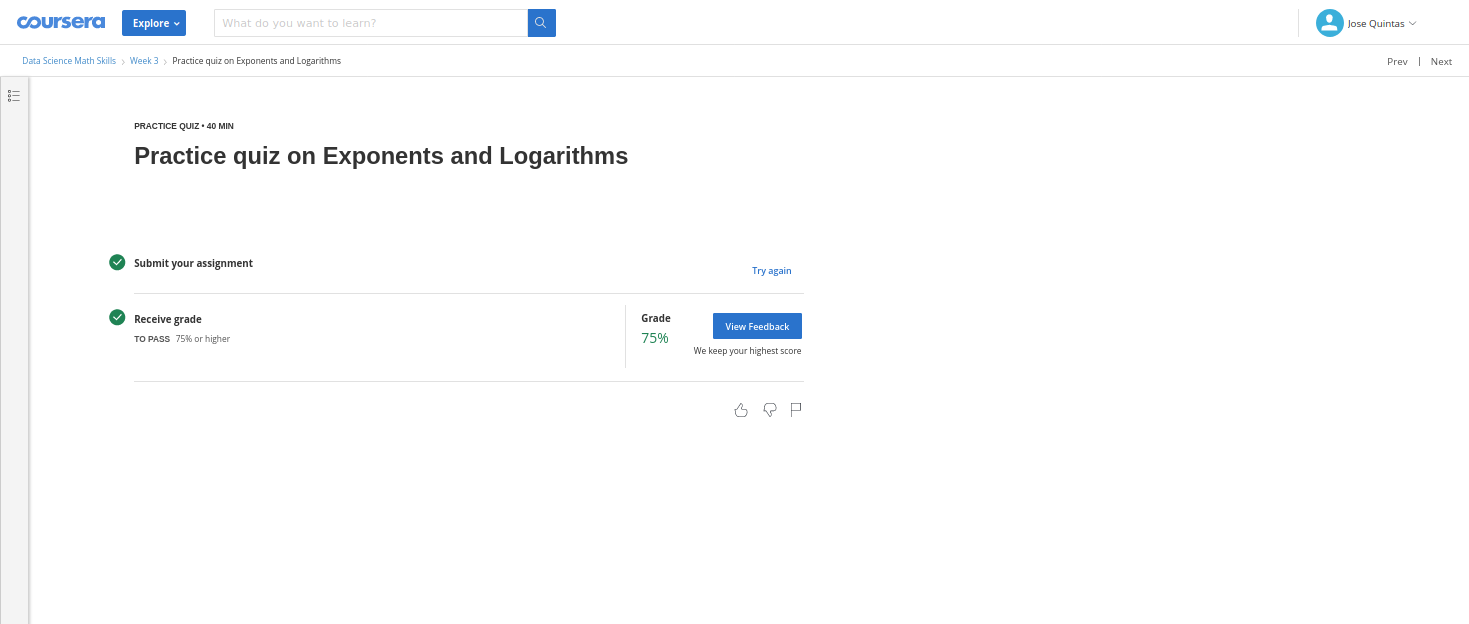 coursera Explore What do you want to learn? Jose Quintas
Data Science Math Skills Week 3 Practice quiz on Exponents and Logarithms Prev | Next
PRACTICE QUIZ • 40 MIN
Practice quiz on Exponents and Logarithms
Submit your assignment
Try again
Receive grade
TO PASS 75% or higher
Grade
75%
View Feedback
We keep your highest score